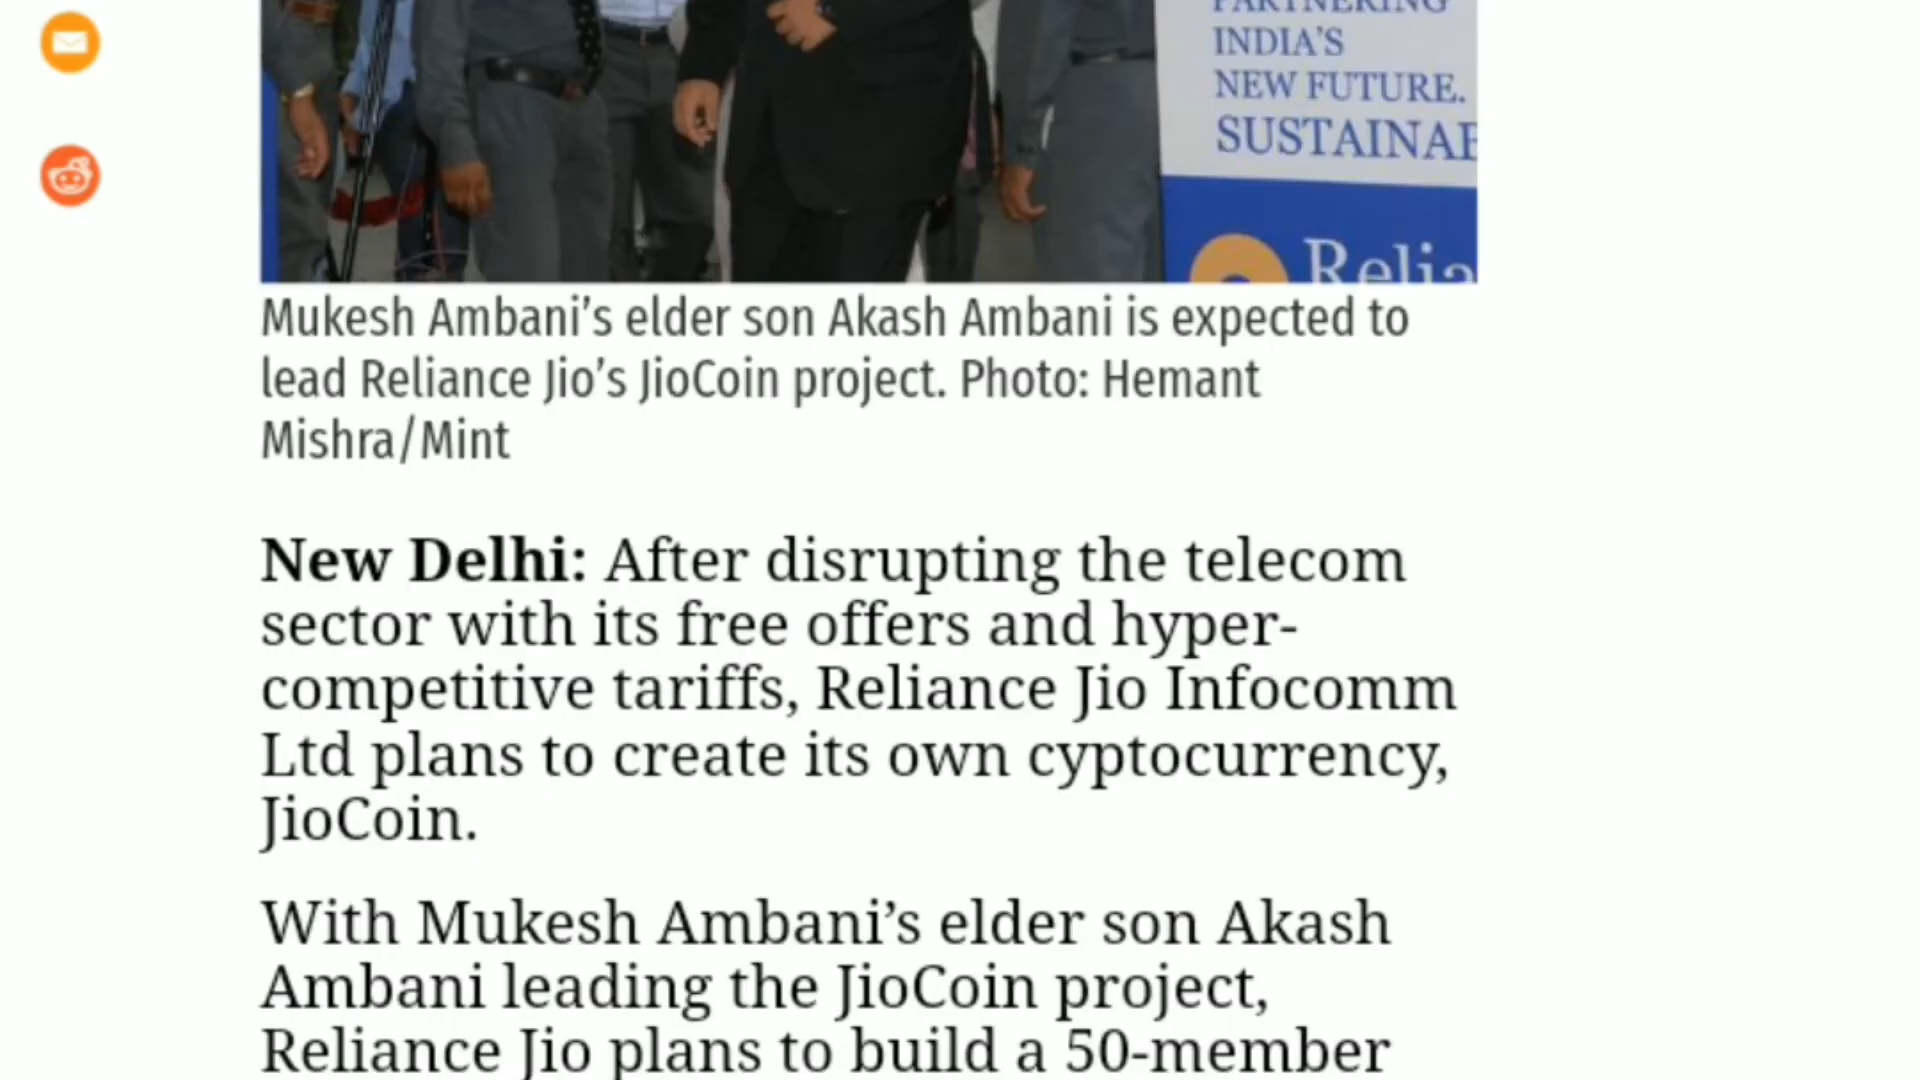 PARTNERING
INDIA'S
NEW FUTURE.
SUSTAINAB
Relia
Mukesh Ambani’s elder son Akash Ambani is expected to
lead Reliance Jio’s JioCoin project. Photo: Hemant
Mishra/Mint
New Delhi: After disrupting the telecom
sector with its free offers and hyper-
competitive tariffs, Reliance Jio Infocomm
Ltd plans to create its own cyptocurrency,
JioCoin.
With Mukesh Ambani’s elder son Akash
Ambani leading the JioCoin project,
Reliance Jio plans to build a 50-member